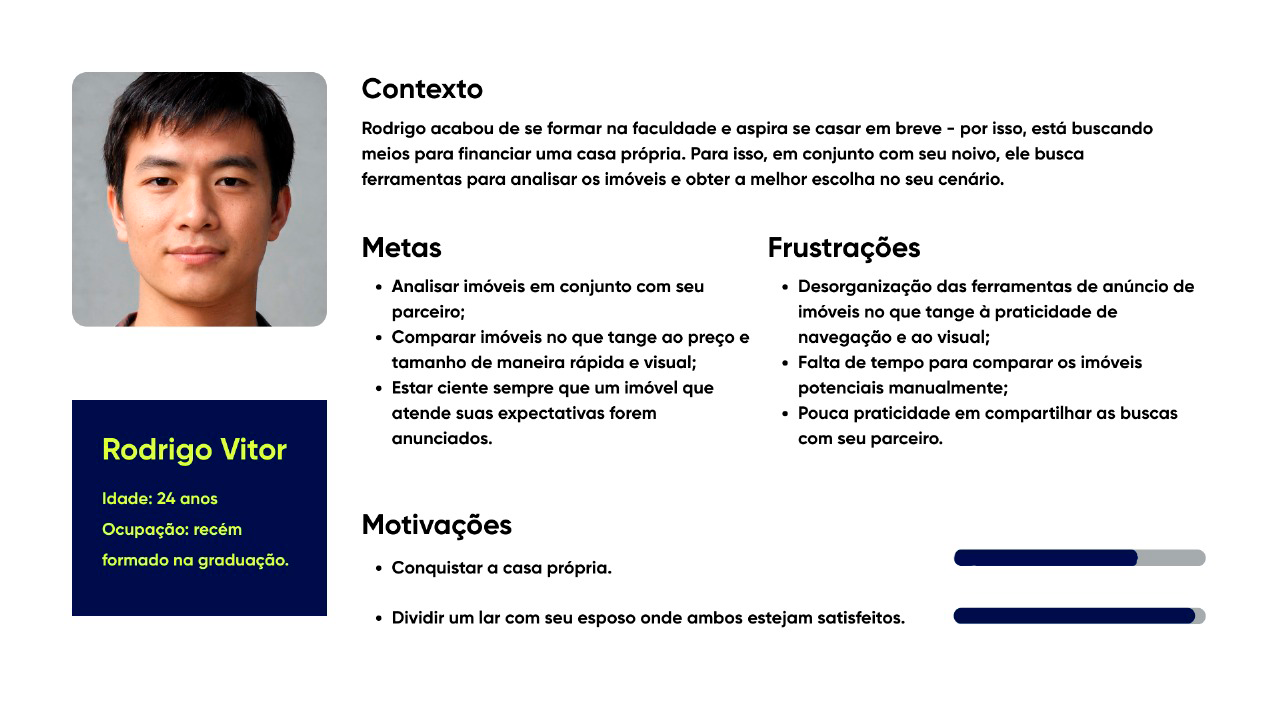 Contexto
Rodrigo acabou de se formar na faculdade e aspira se casar em breve - por isso, está buscando
meios para financiar uma casa própria. Para isso, em conjunto com seu noivo, ele busca
ferramentas para analisar os imóveis e obter a melhor escolha no seu cenário.
Metas
• Analisar imóveis em conjunto com seu
parceiro;
• Comparar imóveis no que tange ao preço e
tamanho de maneira rápida e visual;
• Estar ciente sempre que um imóvel que
atende suas expectativas forem
anunciados.
Frustrações
• Desorganização das ferramentas de anúncio de
imóveis no que tange à praticidade de
navegação e ao visual;
• Falta de tempo para comparar os imóveis
potenciais manualmente;
• Pouca praticidade em compartilhar as buscas
com seu parceiro.
Rodrigo Vitor
Idade: 24 anos
Ocupação: recém
formado na graduação.
Motivações
• Conquistar a casa própria.
• Dividir um lar com seu esposo onde ambos estejam satisfeitos.